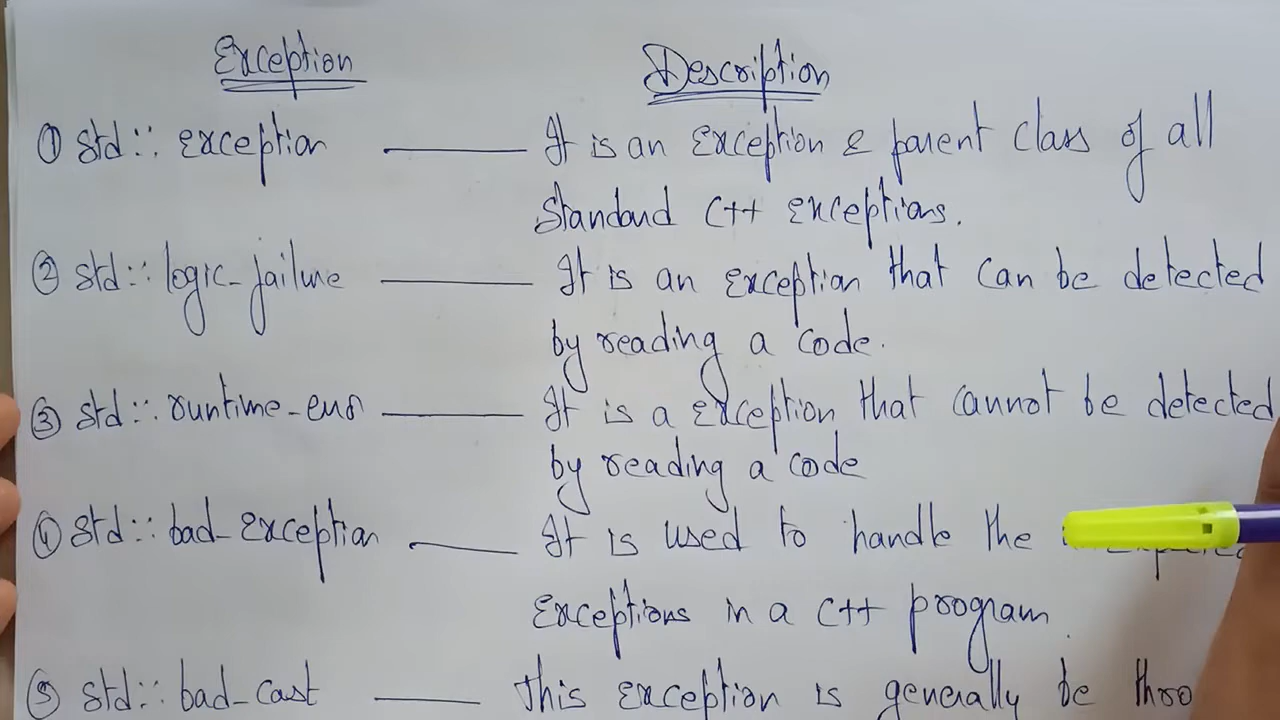 Exception Description
① std:: exception It is an exception & parent class of all
Standard C++ exceptions.
② std:: logic_failure It is an exception that can be detected
by reading a code.
③ std:: runtime_error It is a exception that cannot be detected
by reading a code
④ std:: bad_exception It is used to handle the
Exceptions in a C++ program.
⑤ std:: bad_cast This exception is generally be